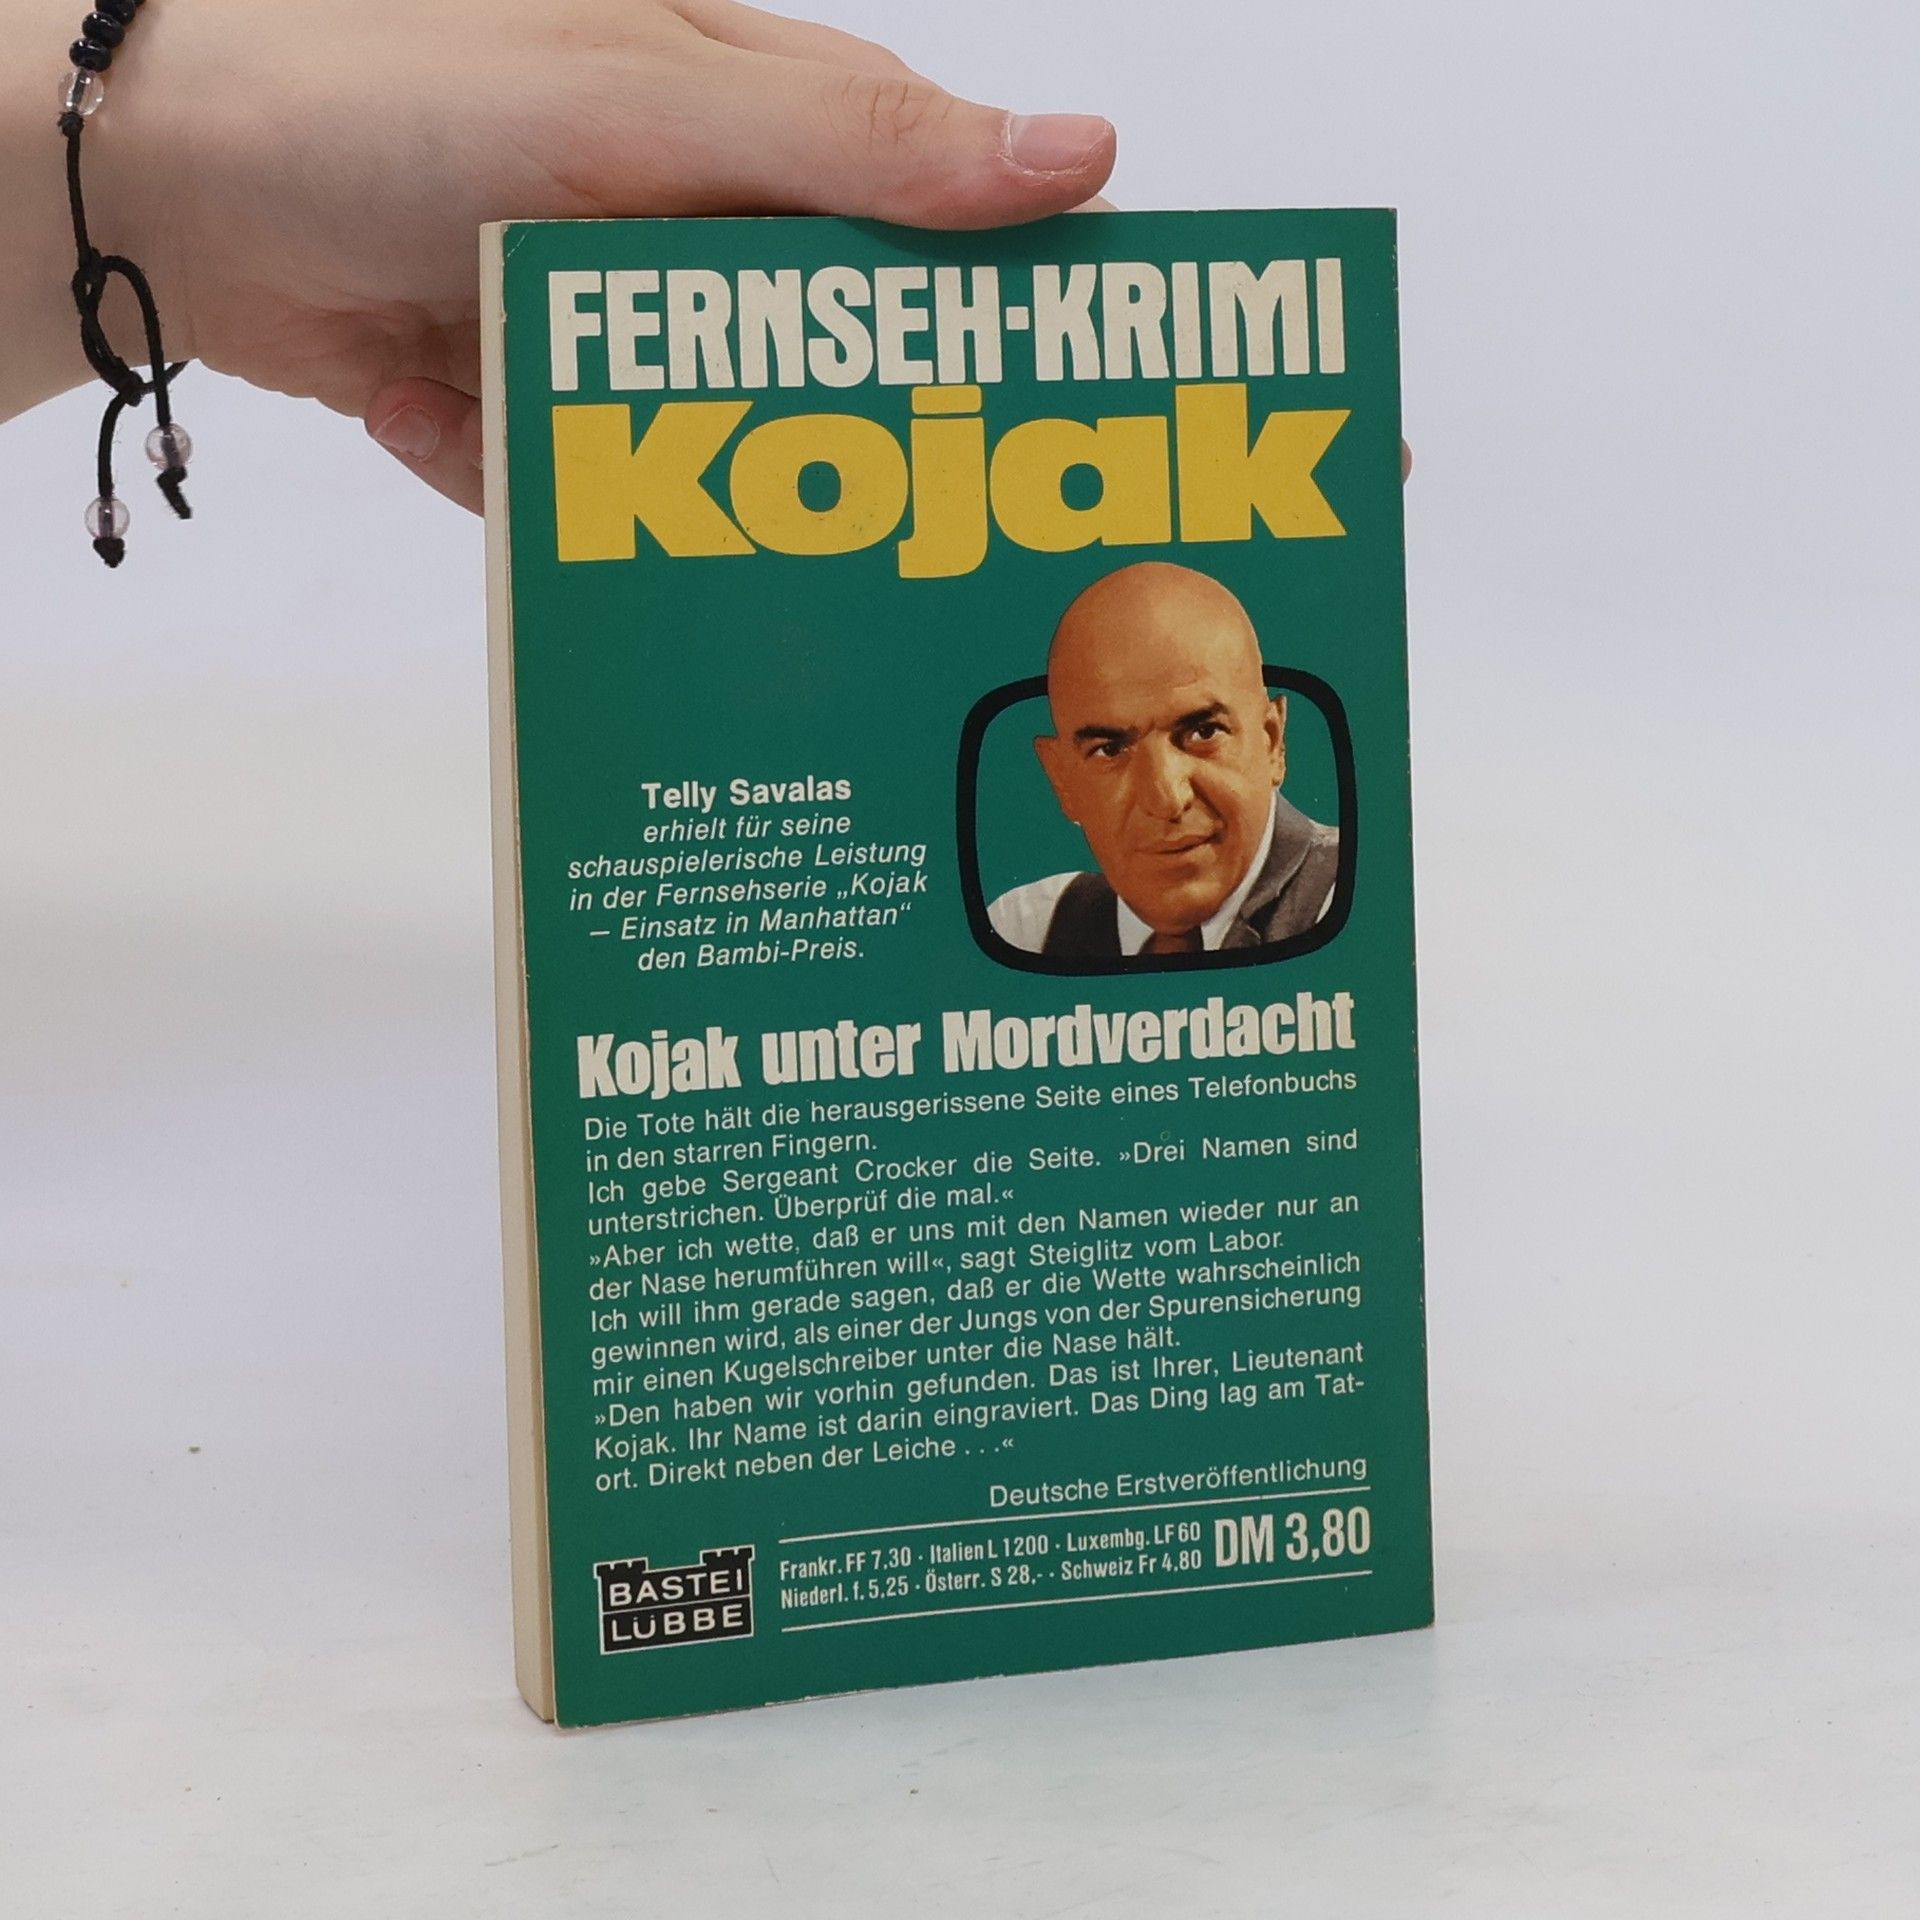 FERNSEH-KRIMI
Kojak
Telly Savalas
erhielt für seine
schauspielerische Leistung
in der Fernsehserie „Kojak
– Einsatz in Manhattan“
den Bambi-Preis.
Kojak unter Mordverdacht
Die Tote hält die herausgerissene Seite eines Telefonbuchs
in den starren Fingern.
Ich gebe Sergeant Crocker die Seite. »Drei Namen sind
unterstrichen. Überprüf die mal.«
»Aber ich wette, daß er uns mit den Namen wieder nur an
der Nase herumführen will«, sagt Steiglitz vom Labor.
Ich will ihm gerade sagen, daß er die Wette wahrscheinlich
gewinnen wird, als einer der Jungs von der Spurensicherung
mir einen Kugelschreiber unter die Nase hält.
»Den haben wir vorhin gefunden. Das ist Ihrer, Lieutenant
Kojak. Ihr Name ist darin eingraviert. Das Ding lag am Tat-
ort. Direkt neben der Leiche . . .«
Deutsche Erstveröffentlichung
BASTEI
LÜBBE
Frankr. FF 7,30 · Italien L 1200 · Luxembg. LF 60
Niederl. f. 5,25 · Österr. S 28,- · Schweiz Fr 4,80
DM 3,80